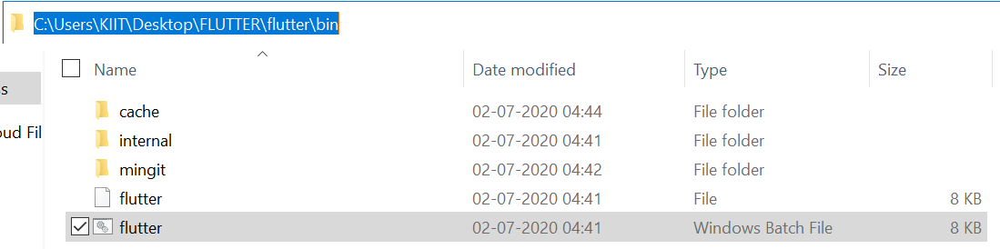 C:\Users\KIIT\Desktop\FLUTTER\flutter\bin
Name Date modified Type Size
s
cache 02-07-2020 04:44 File folder
oud Fil
internal 02-07-2020 04:41 File folder
mingit 02-07-2020 04:42 File folder
flutter 02-07-2020 04:41 File 8 KB
flutter 02-07-2020 04:41 Windows Batch File 8 KB